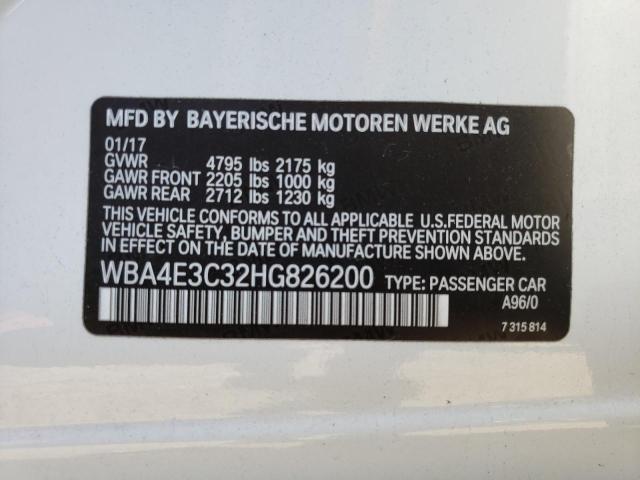 MFD BY BAYERISCHE MOTOREN WERKE AG
01/17
GVWR 4795 lbs 2175 kg
GAWR FRONT 2205 lbs 1000 kg
GAWR REAR 2712 lbs 1230 kg
THIS VEHICLE CONFORMS TO ALL APPLICABLE U.S.FEDERAL MOTOR
VEHICLE SAFETY, BUMPER AND THEFT PREVENTION STANDARDS
IN EFFECT ON THE DATE OF MANUFACTURE SHOWN ABOVE.
WBA4E3C32HG826200 TYPE: PASSENGER CAR
A96/0
7 315 814